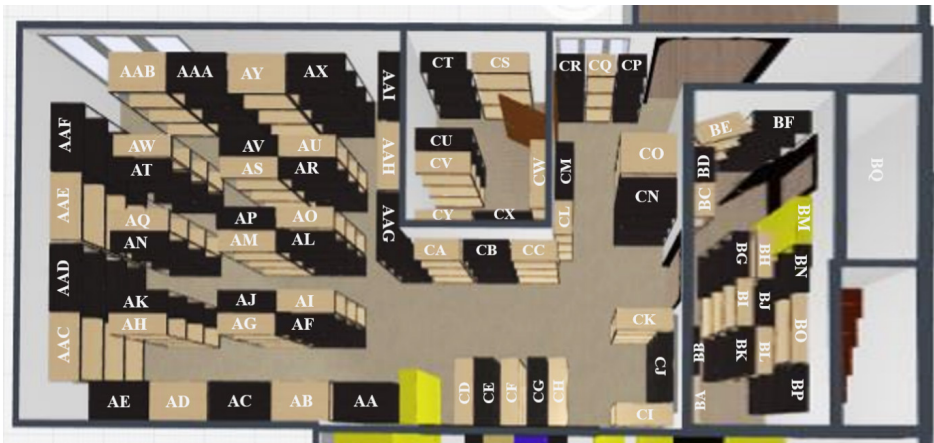 AAB AAA AY AX AAI CT CS CR CQ CP
AAF AW AV AU AAH CU CW CM CO BE BF
AT AS AR CV CN BD BQ
AAE AQ AP AO AAG CY CX CL BC BM
AN AM AL CA CB CC BG BH BN
AAD AK AJ AI BI BJ
AAC AH AG AF CK CJ BB BK BL BO
AE AD AC AB AA CD CE CF CG CH CI BA BP